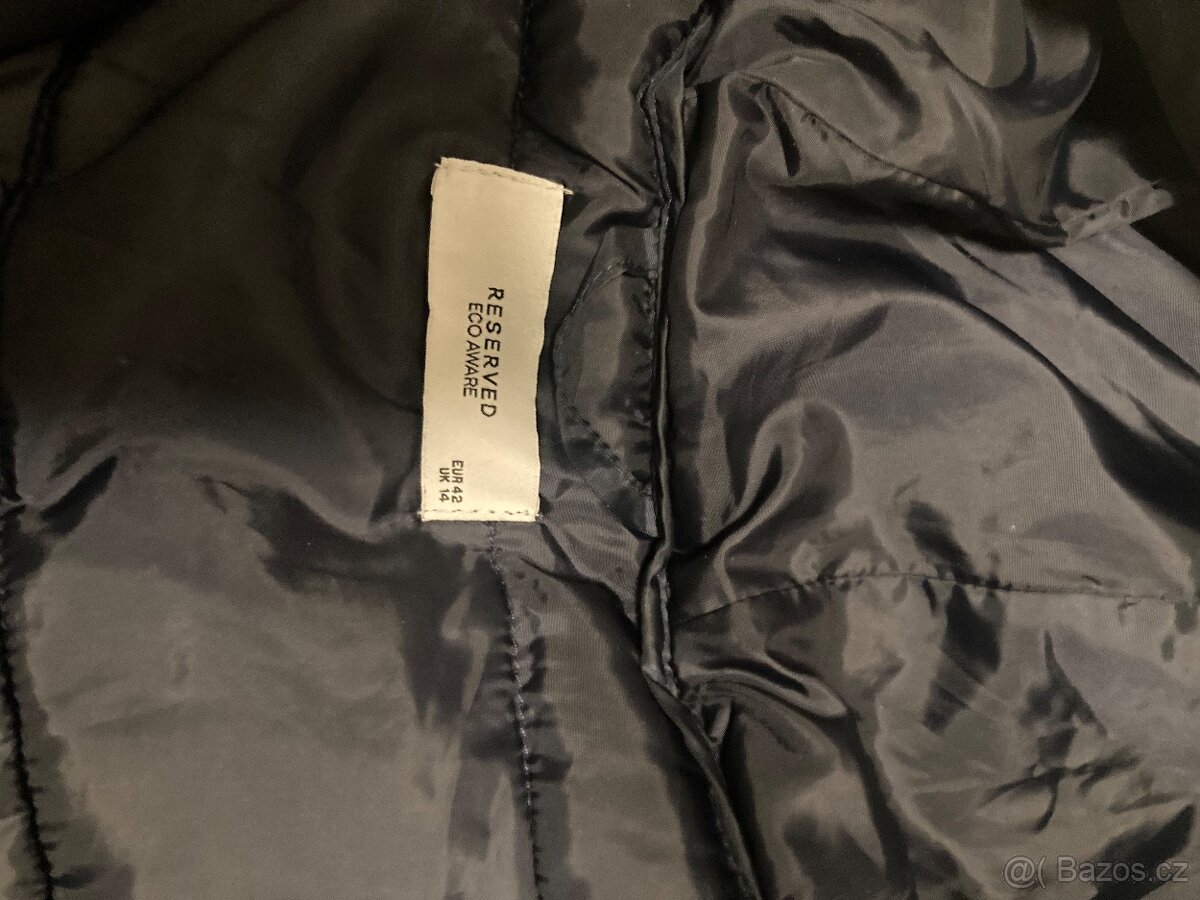 RESERVED
ECO AWARE
EUR 42
UK 14
@( Bazos.cz